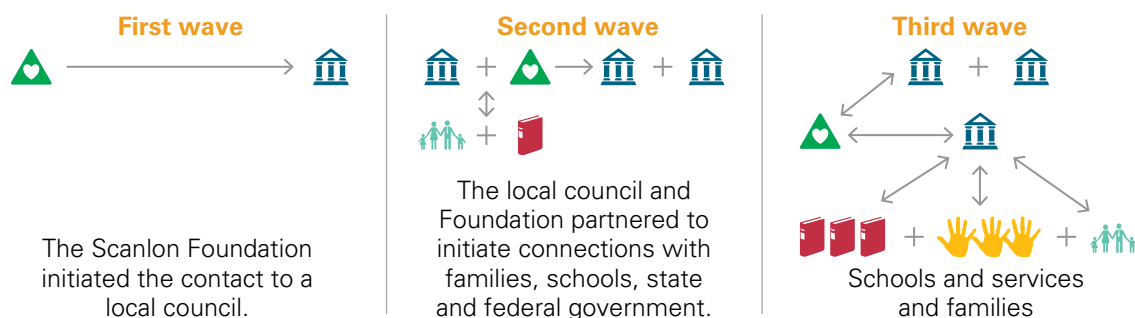 First wave
The Scanlon Foundation
initiated the contact to a
local council.
Second wave
The local council and
Foundation partnered to
initiate connections with
families, schools, state
and federal government.
Third wave
Schools and services
and families